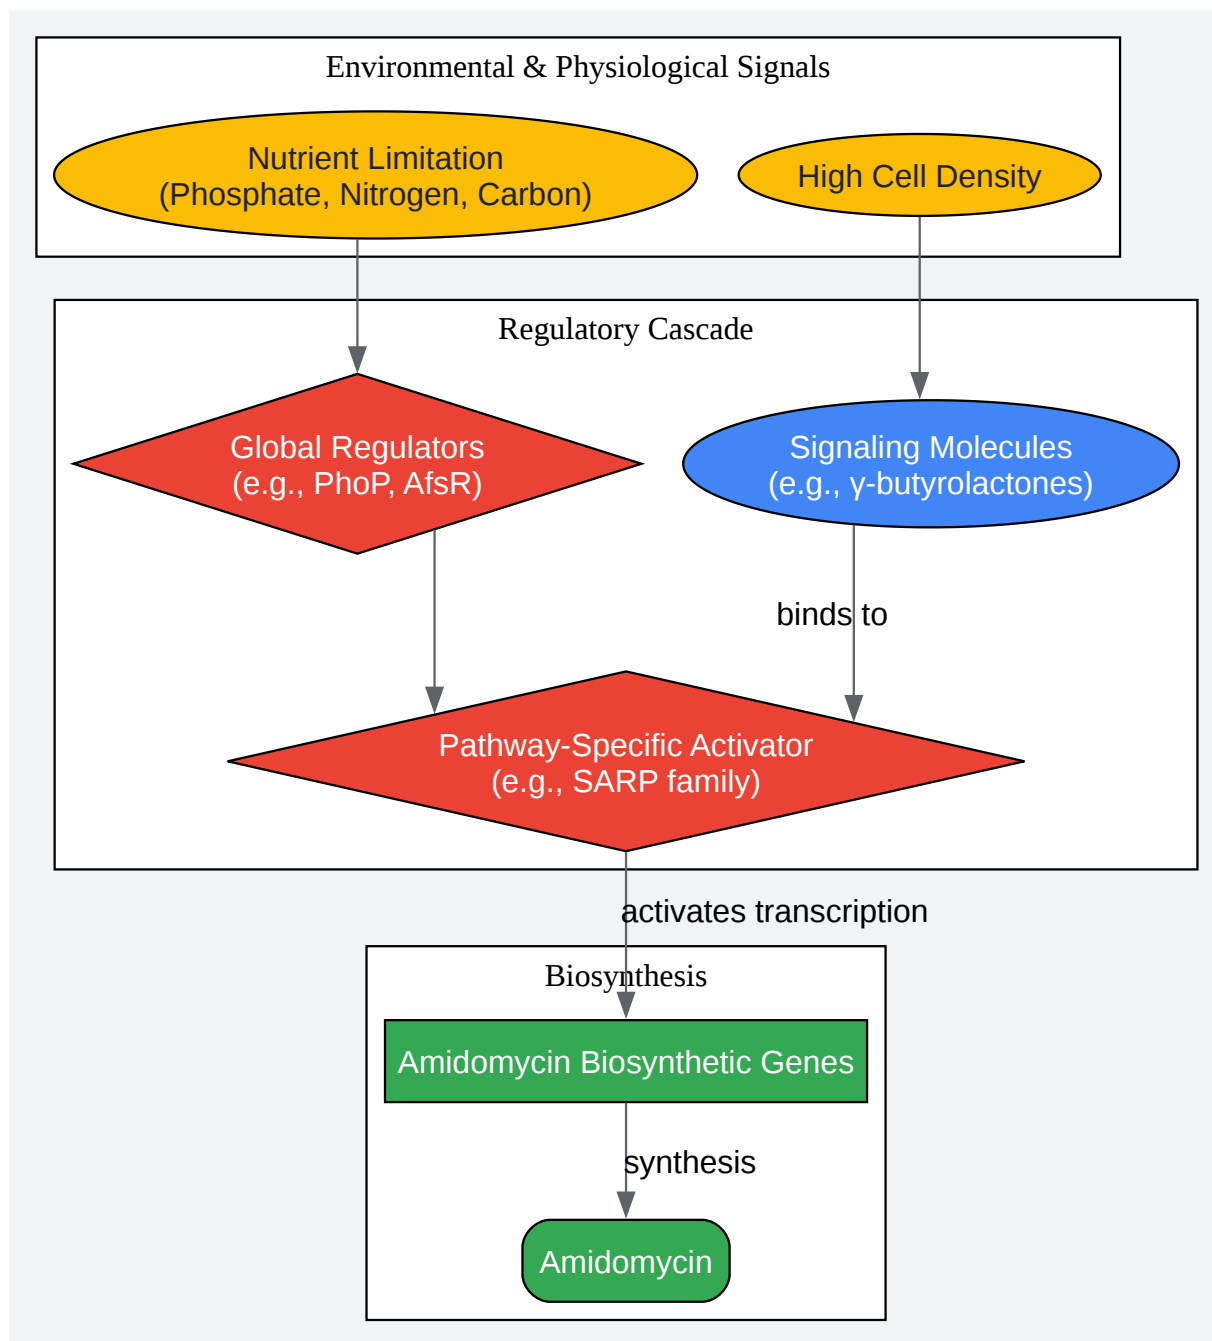 Environmental & Physiological Signals
Nutrient Limitation
(Phosphate, Nitrogen, Carbon)
High Cell Density
Regulatory Cascade
Global Regulators
(e.g., PhoP, AfsR)
Signaling Molecules
(e.g., γ-butyrolactones)
binds to
Pathway-Specific Activator
(e.g., SARP family)
activates transcription
Biosynthesis
Amidomycin Biosynthetic Genes
synthesis
Amidomycin